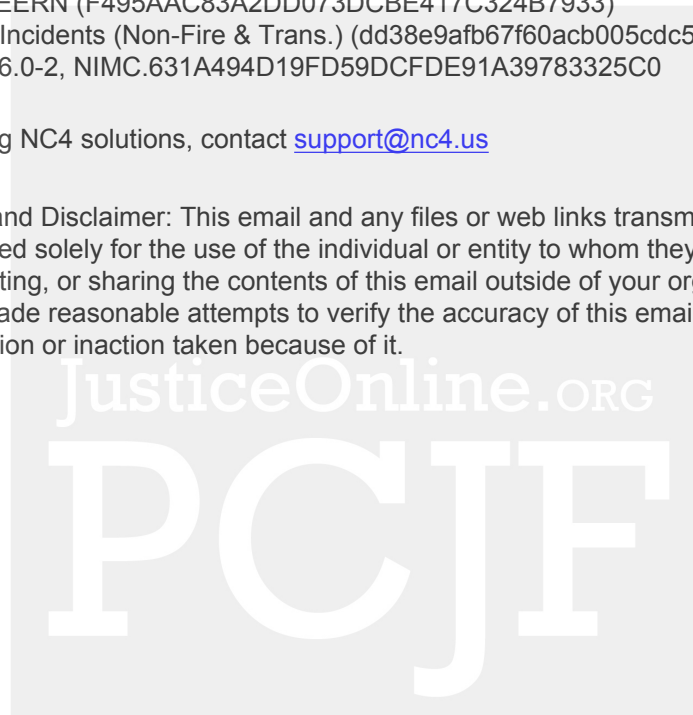 EERN (F495AAC83A2DD073DCBE417C324B7933)
Incidents (Non-Fire & Trans.) (dd38e9afb67f60acb005cdc5
6.0-2, NIMC.631A494D19FD59DCFDE91A39783325C0
g NC4 solutions, contact support@nc4.us
and Disclaimer: This email and any files or web links transm
ed solely for the use of the individual or entity to whom they
ting, or sharing the contents of this email outside of your or
ade reasonable attempts to verify the accuracy of this emai
ion or inaction taken because of it.
JusticeOnline.ORG
PCJF